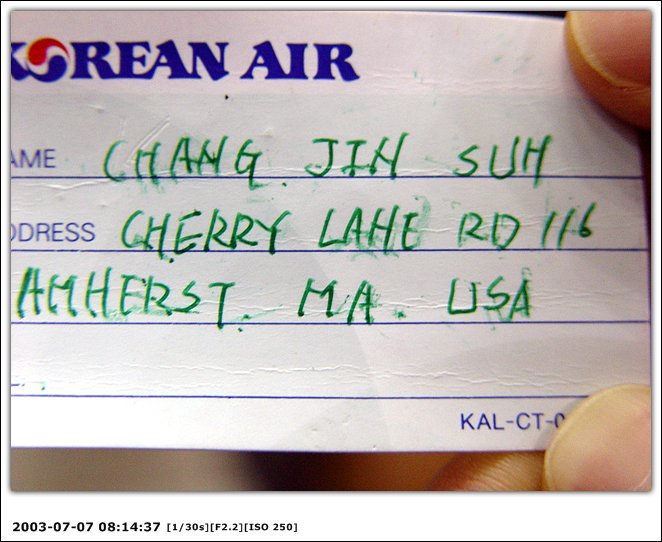 KOREAN AIR
AME CHANG JIN SUH
DDRESS CHERRY LANE RD 116
AMHERST. MA. USA
KAL-CT-0
2003-07-07 08:14:37 [1/30s][F2.2][ISO 250]